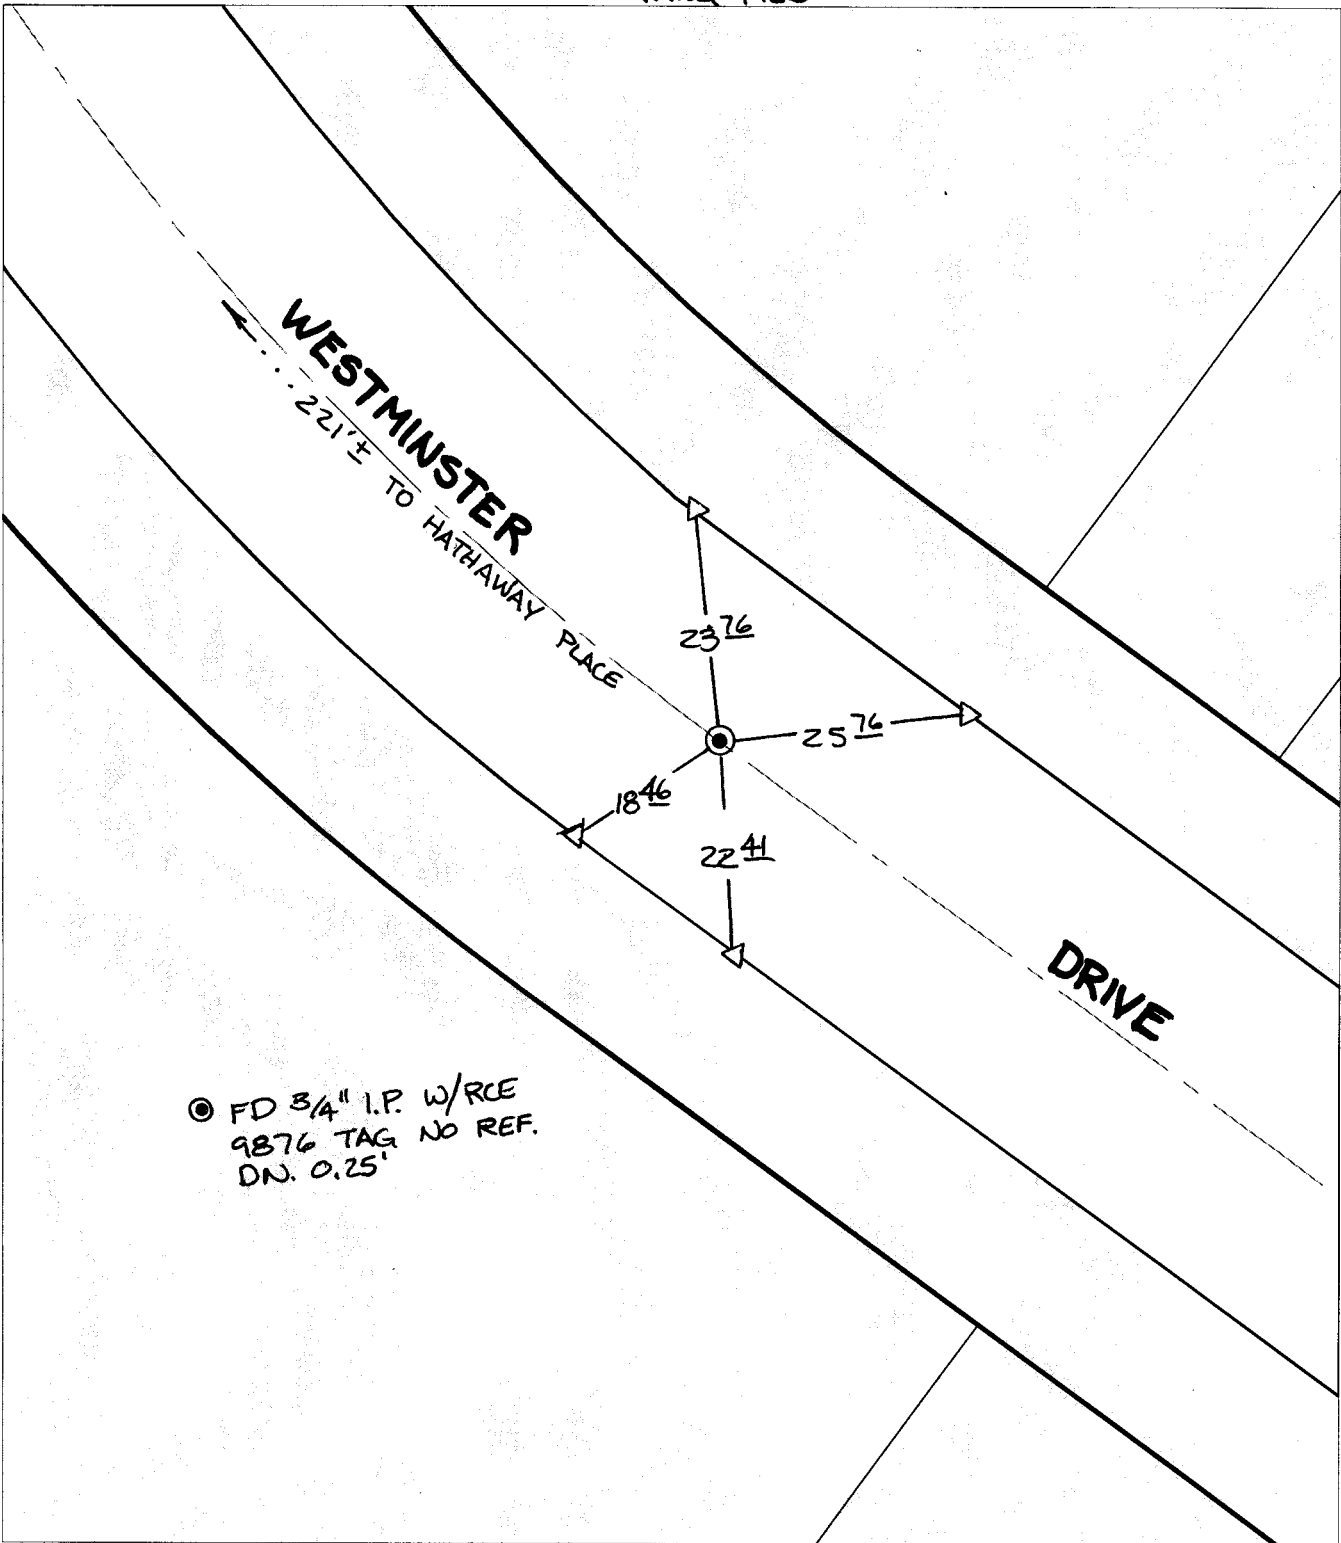 WESTMINSTER
221'± TO HATHAWAY PLACE
23 76
25 76
18 46
22 41
DRIVE
FD 3/4" I.P. W/RCE
9876 TAG NO REF.
DN. 0.25'